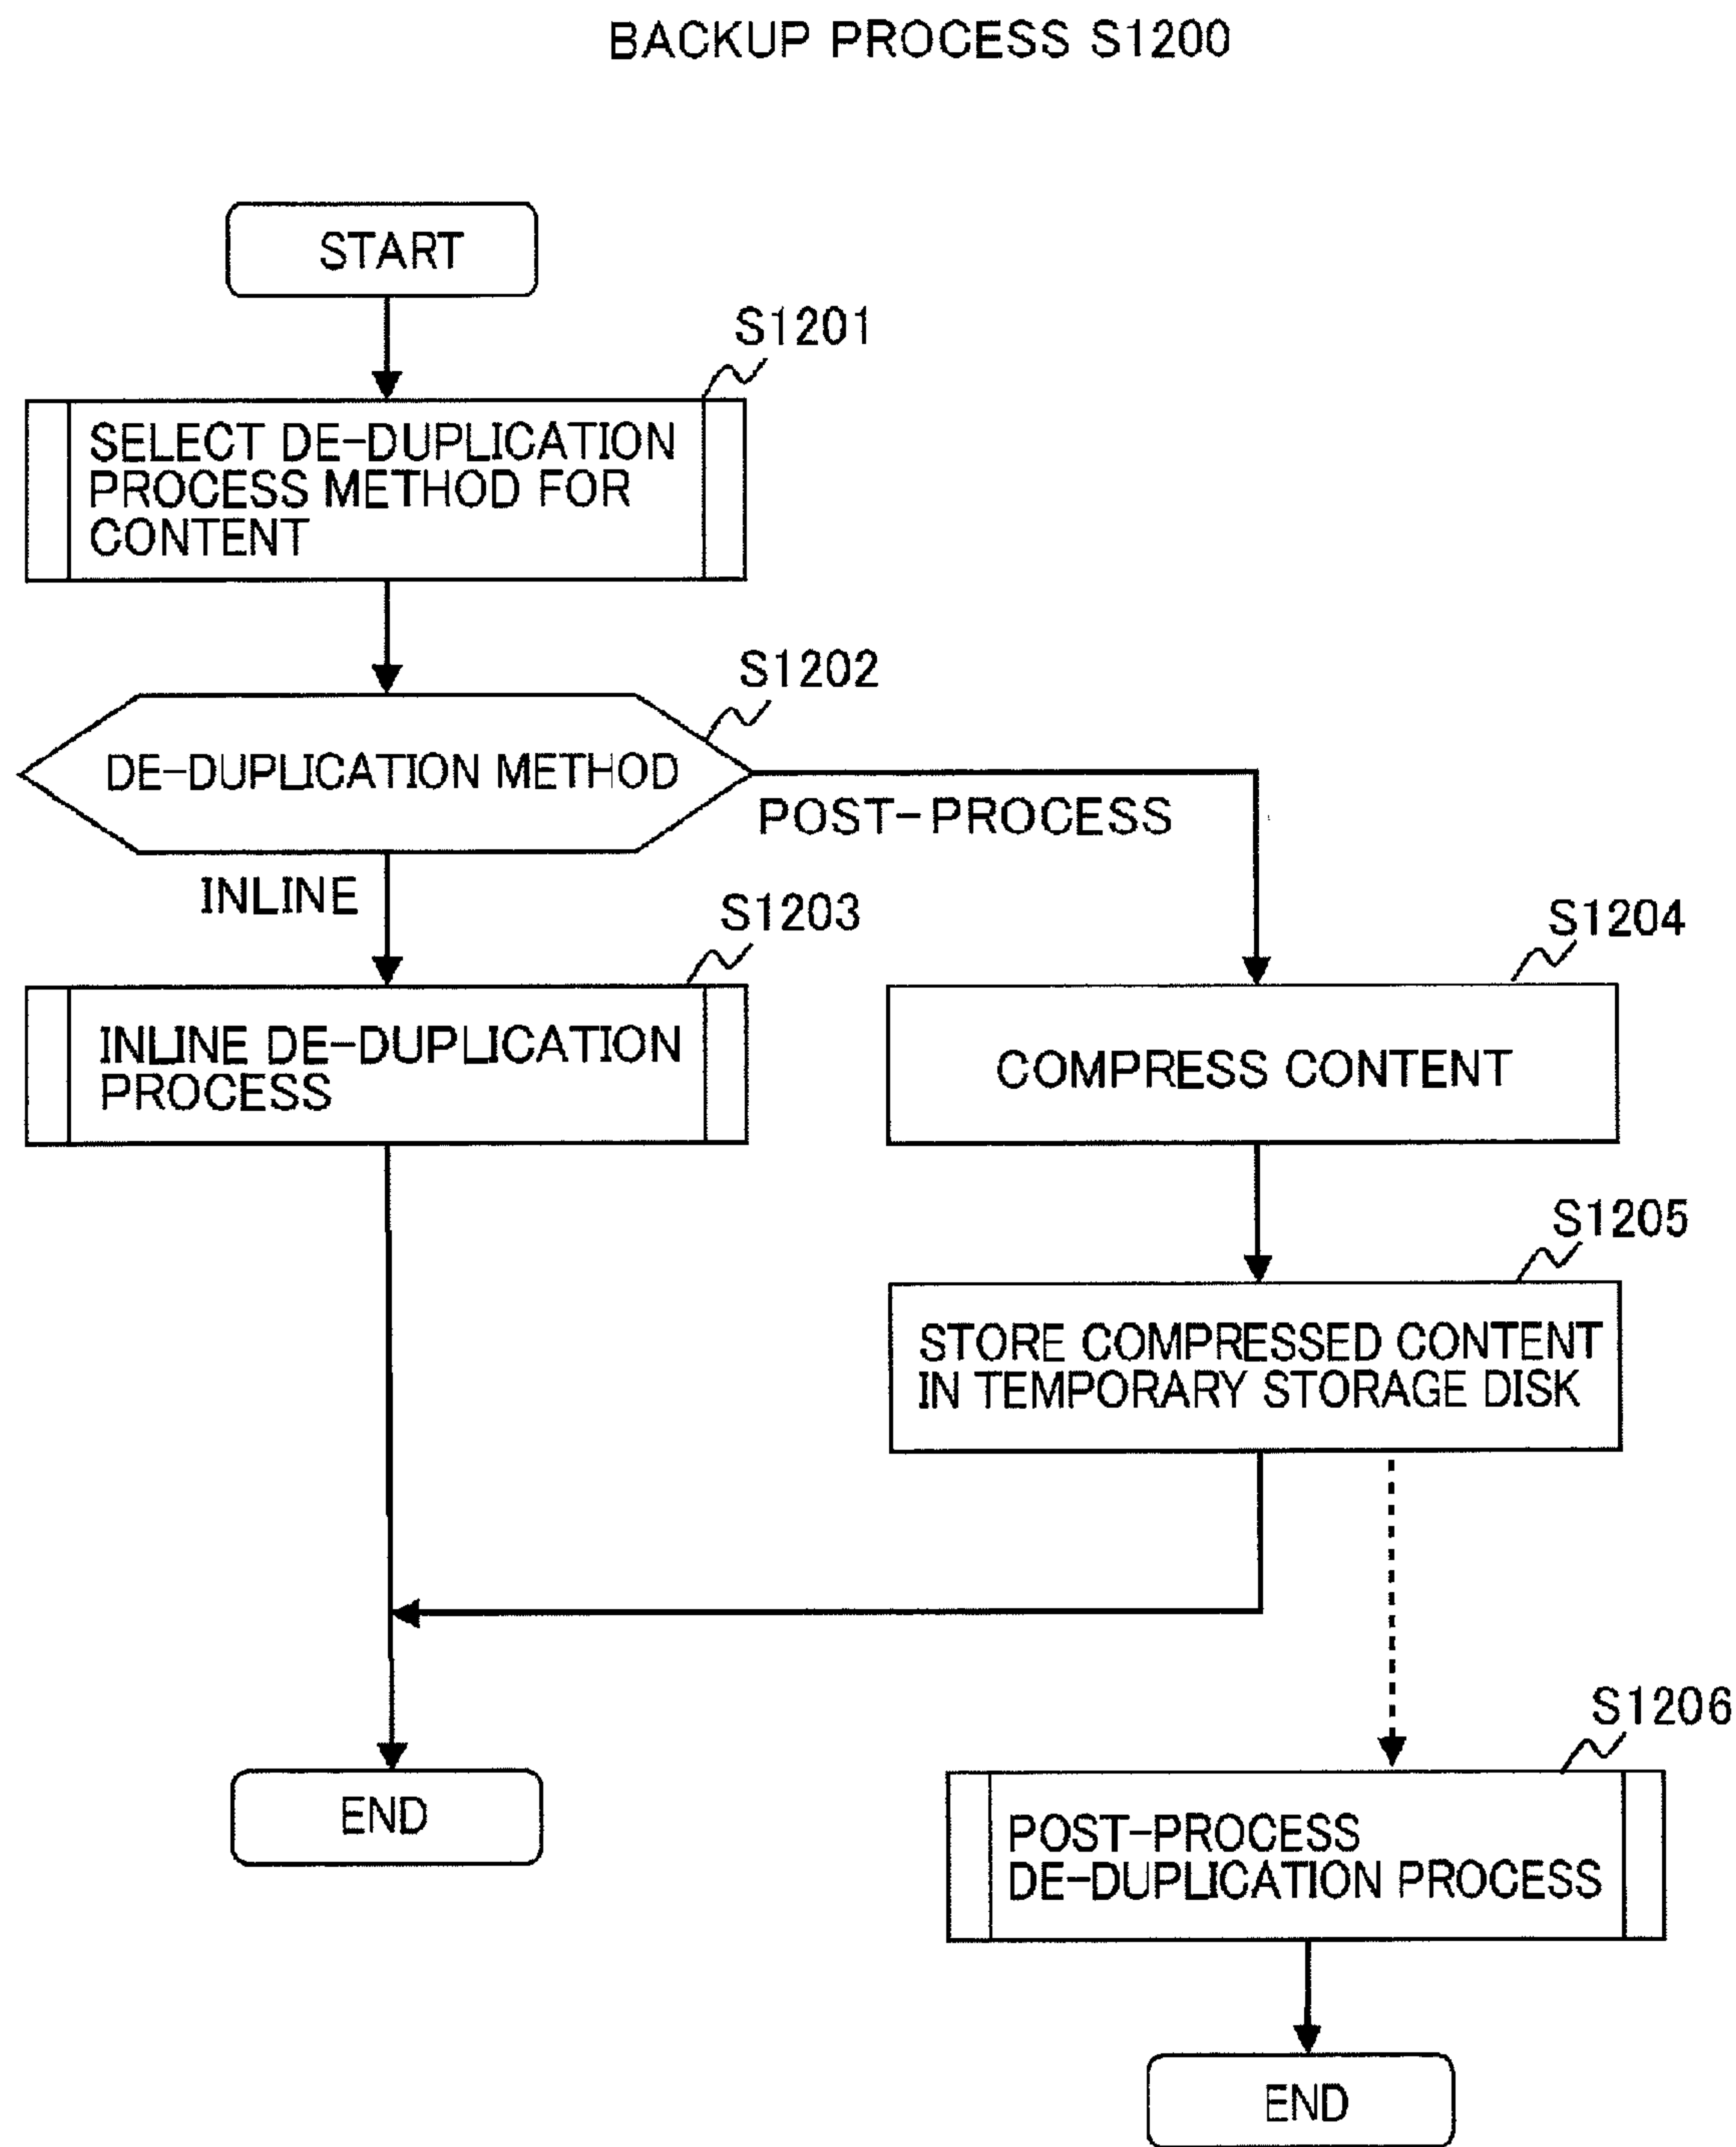 BACKUP PROCESS S1200
START
S1201
SELECT DE-DUPLICATION
PROCESS METHOD FOR
CONTENT
S1202
DE-DUPLICATION METHOD
POST-PROCESS
INLINE
S1203
INLINE DE-DUPLICATION
PROCESS
S1204
COMPRESS CONTENT
S1205
STORE COMPRESSED CONTENT
IN TEMPORARY STORAGE DISK
S1206
POST-PROCESS
DE-DUPLICATION PROCESS
END
END